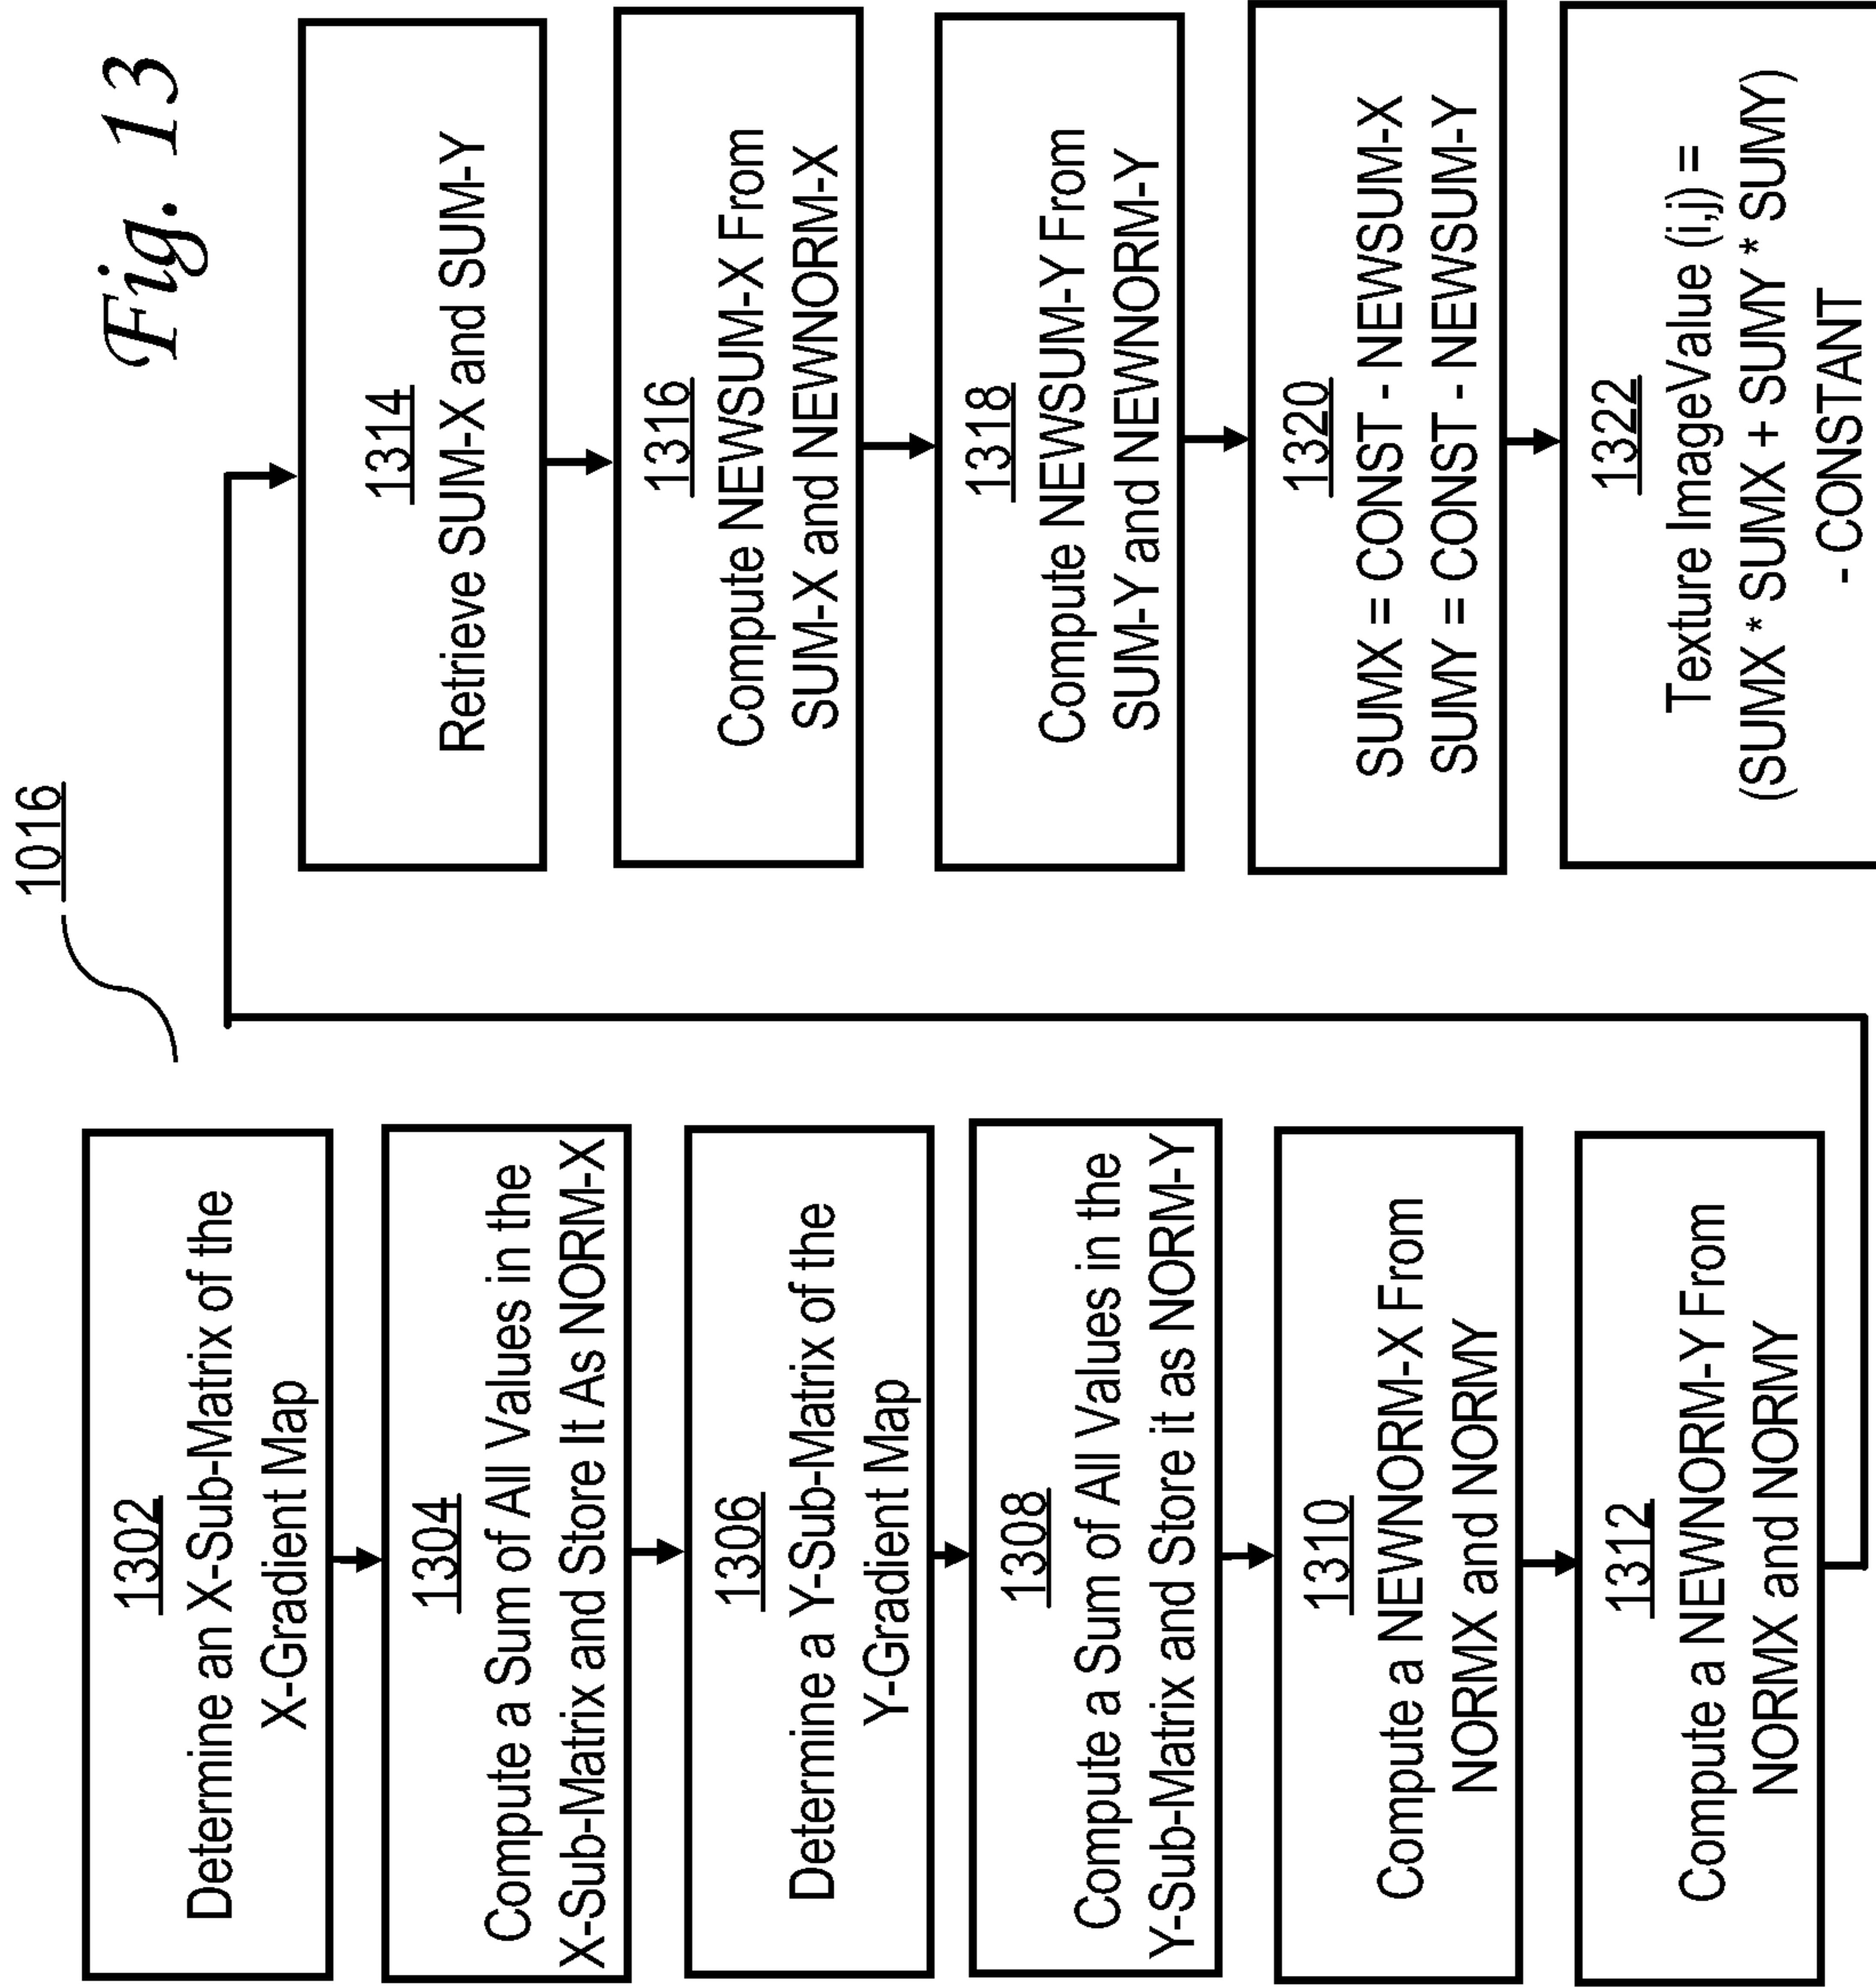 Fig. 13
1016
1302
Determine an X-Sub-Matrix of the
X-Gradient Map
1304
Compute a Sum of All Values in the
X-Sub-Matrix and Store It As NORM-X
1306
Determine a Y-Sub-Matrix of the
Y-Gradient Map
1308
Compute a Sum of All Values in the
Y-Sub-Matrix and Store it as NORM-Y
1310
Compute a NEWNORM-X From
NORMX and NORMY
1312
Compute a NEWNORM-Y From
NORMX and NORMY
1314
Retrieve SUM-X and SUM-Y
1316
Compute NEWSUM-X From
SUM-X and NEWNORM-X
1318
Compute NEWSUM-Y From
SUM-Y and NEWNORM-Y
1320
SUMX = CONST - NEWSUM-X
SUMY = CONST - NEWSUM-Y
1322
Texture ImageValue (i,j) =
(SUMX * SUMX + SUMY * SUMY)
- CONSTANT